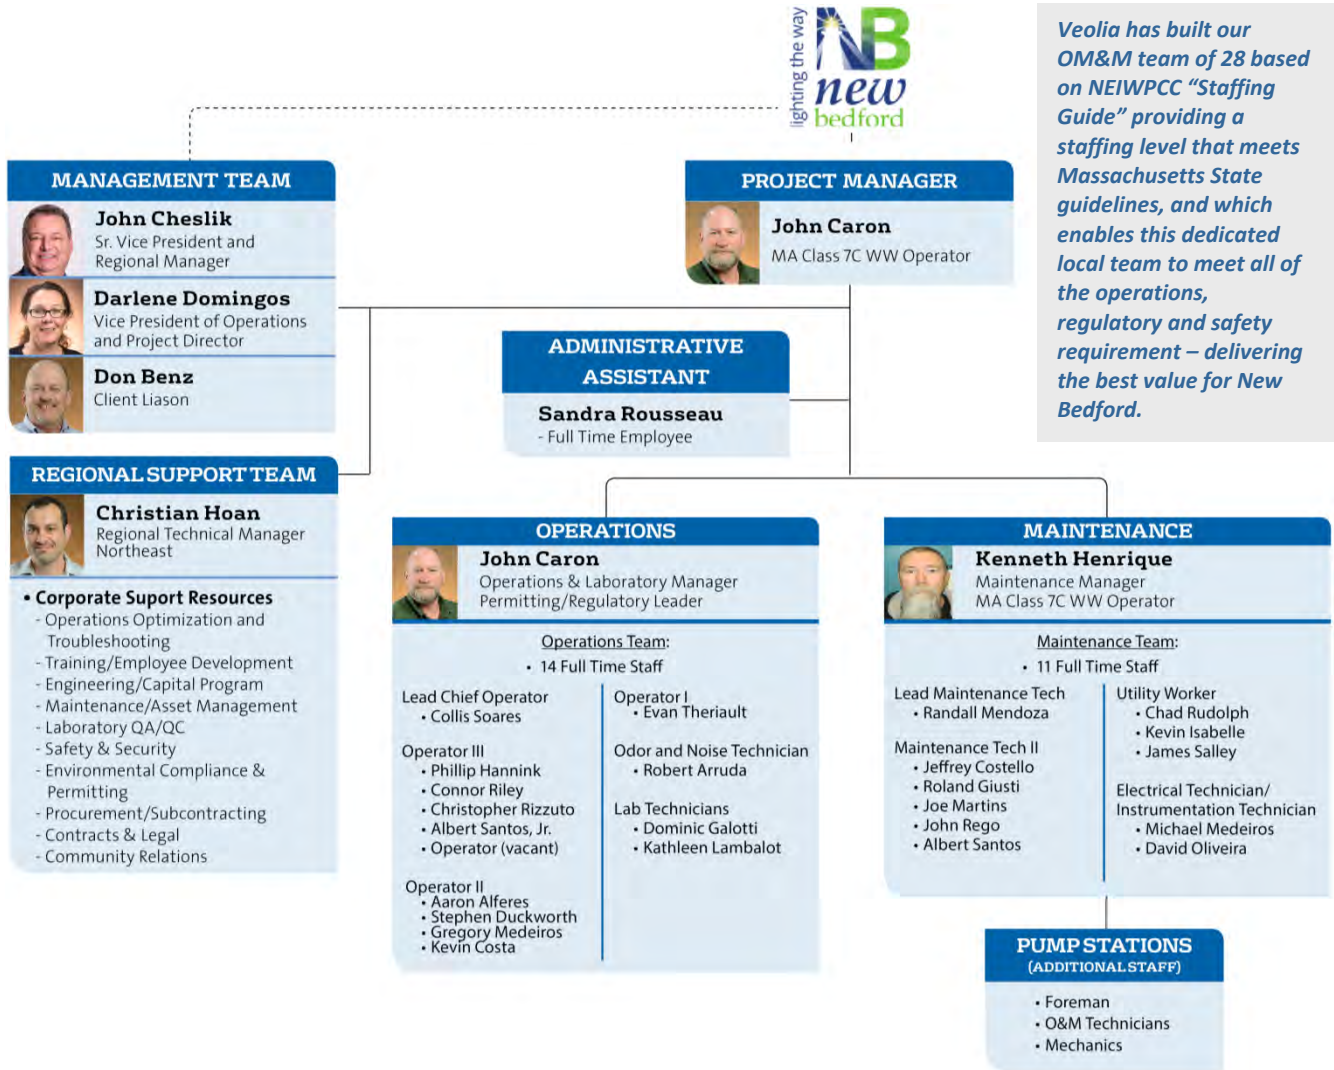 lighting the way
NB
new
bedford
Veolia has built our
OM&M team of 28 based
on NEIWPCC “Staffing
Guide” providing a
staffing level that meets
Massachusetts State
guidelines, and which
enables this dedicated
local team to meet all of
the operations,
regulatory and safety
requirement – delivering
the best value for New
Bedford.
MANAGEMENT TEAM
John Cheslik
Sr. Vice President and
Regional Manager
Darlene Domingos
Vice President of Operations
and Project Director
Don Benz
Client Liason
PROJECT MANAGER
John Caron
MA Class 7C WW Operator
ADMINISTRATIVE
ASSISTANT
Sandra Rousseau
- Full Time Employee
REGIONAL SUPPORT TEAM
Christian Hoan
Regional Technical Manager
Northeast
• Corporate Suport Resources
- Operations Optimization and
Troubleshooting
- Training/Employee Development
- Engineering/Capital Program
- Maintenance/Asset Management
- Laboratory QA/QC
- Safety & Security
- Environmental Compliance &
Permitting
- Procurement/Subcontracting
- Contracts & Legal
- Community Relations
OPERATIONS
John Caron
Operations & Laboratory Manager
Permitting/Regulatory Leader
Operations Team:
• 14 Full Time Staff
Lead Chief Operator
• Collis Soares
Operator III
• Phillip Hannink
• Connor Riley
• Christopher Rizzuto
• Albert Santos, Jr.
• Operator (vacant)
Operator II
• Aaron Alferes
• Stephen Duckworth
• Gregory Medeiros
• Kevin Costa
Operator I
• Evan Theriault
Odor and Noise Technician
• Robert Arruda
Lab Technicians
• Dominic Galotti
• Kathleen Lambalot
MAINTENANCE
Kenneth Henrique
Maintenance Manager
MA Class 7C WW Operator
Maintenance Team:
• 11 Full Time Staff
Lead Maintenance Tech
• Randall Mendoza
Maintenance Tech II
• Jeffrey Costello
• Roland Giusti
• Joe Martins
• John Rego
• Albert Santos
Utility Worker
• Chad Rudolph
• Kevin Isabelle
• James Salley
Electrical Technician/
Instrumentation Technician
• Michael Medeiros
• David Oliveira
PUMP STATIONS
(ADDITIONAL STAFF)
• Foreman
• O&M Technicians
• Mechanics